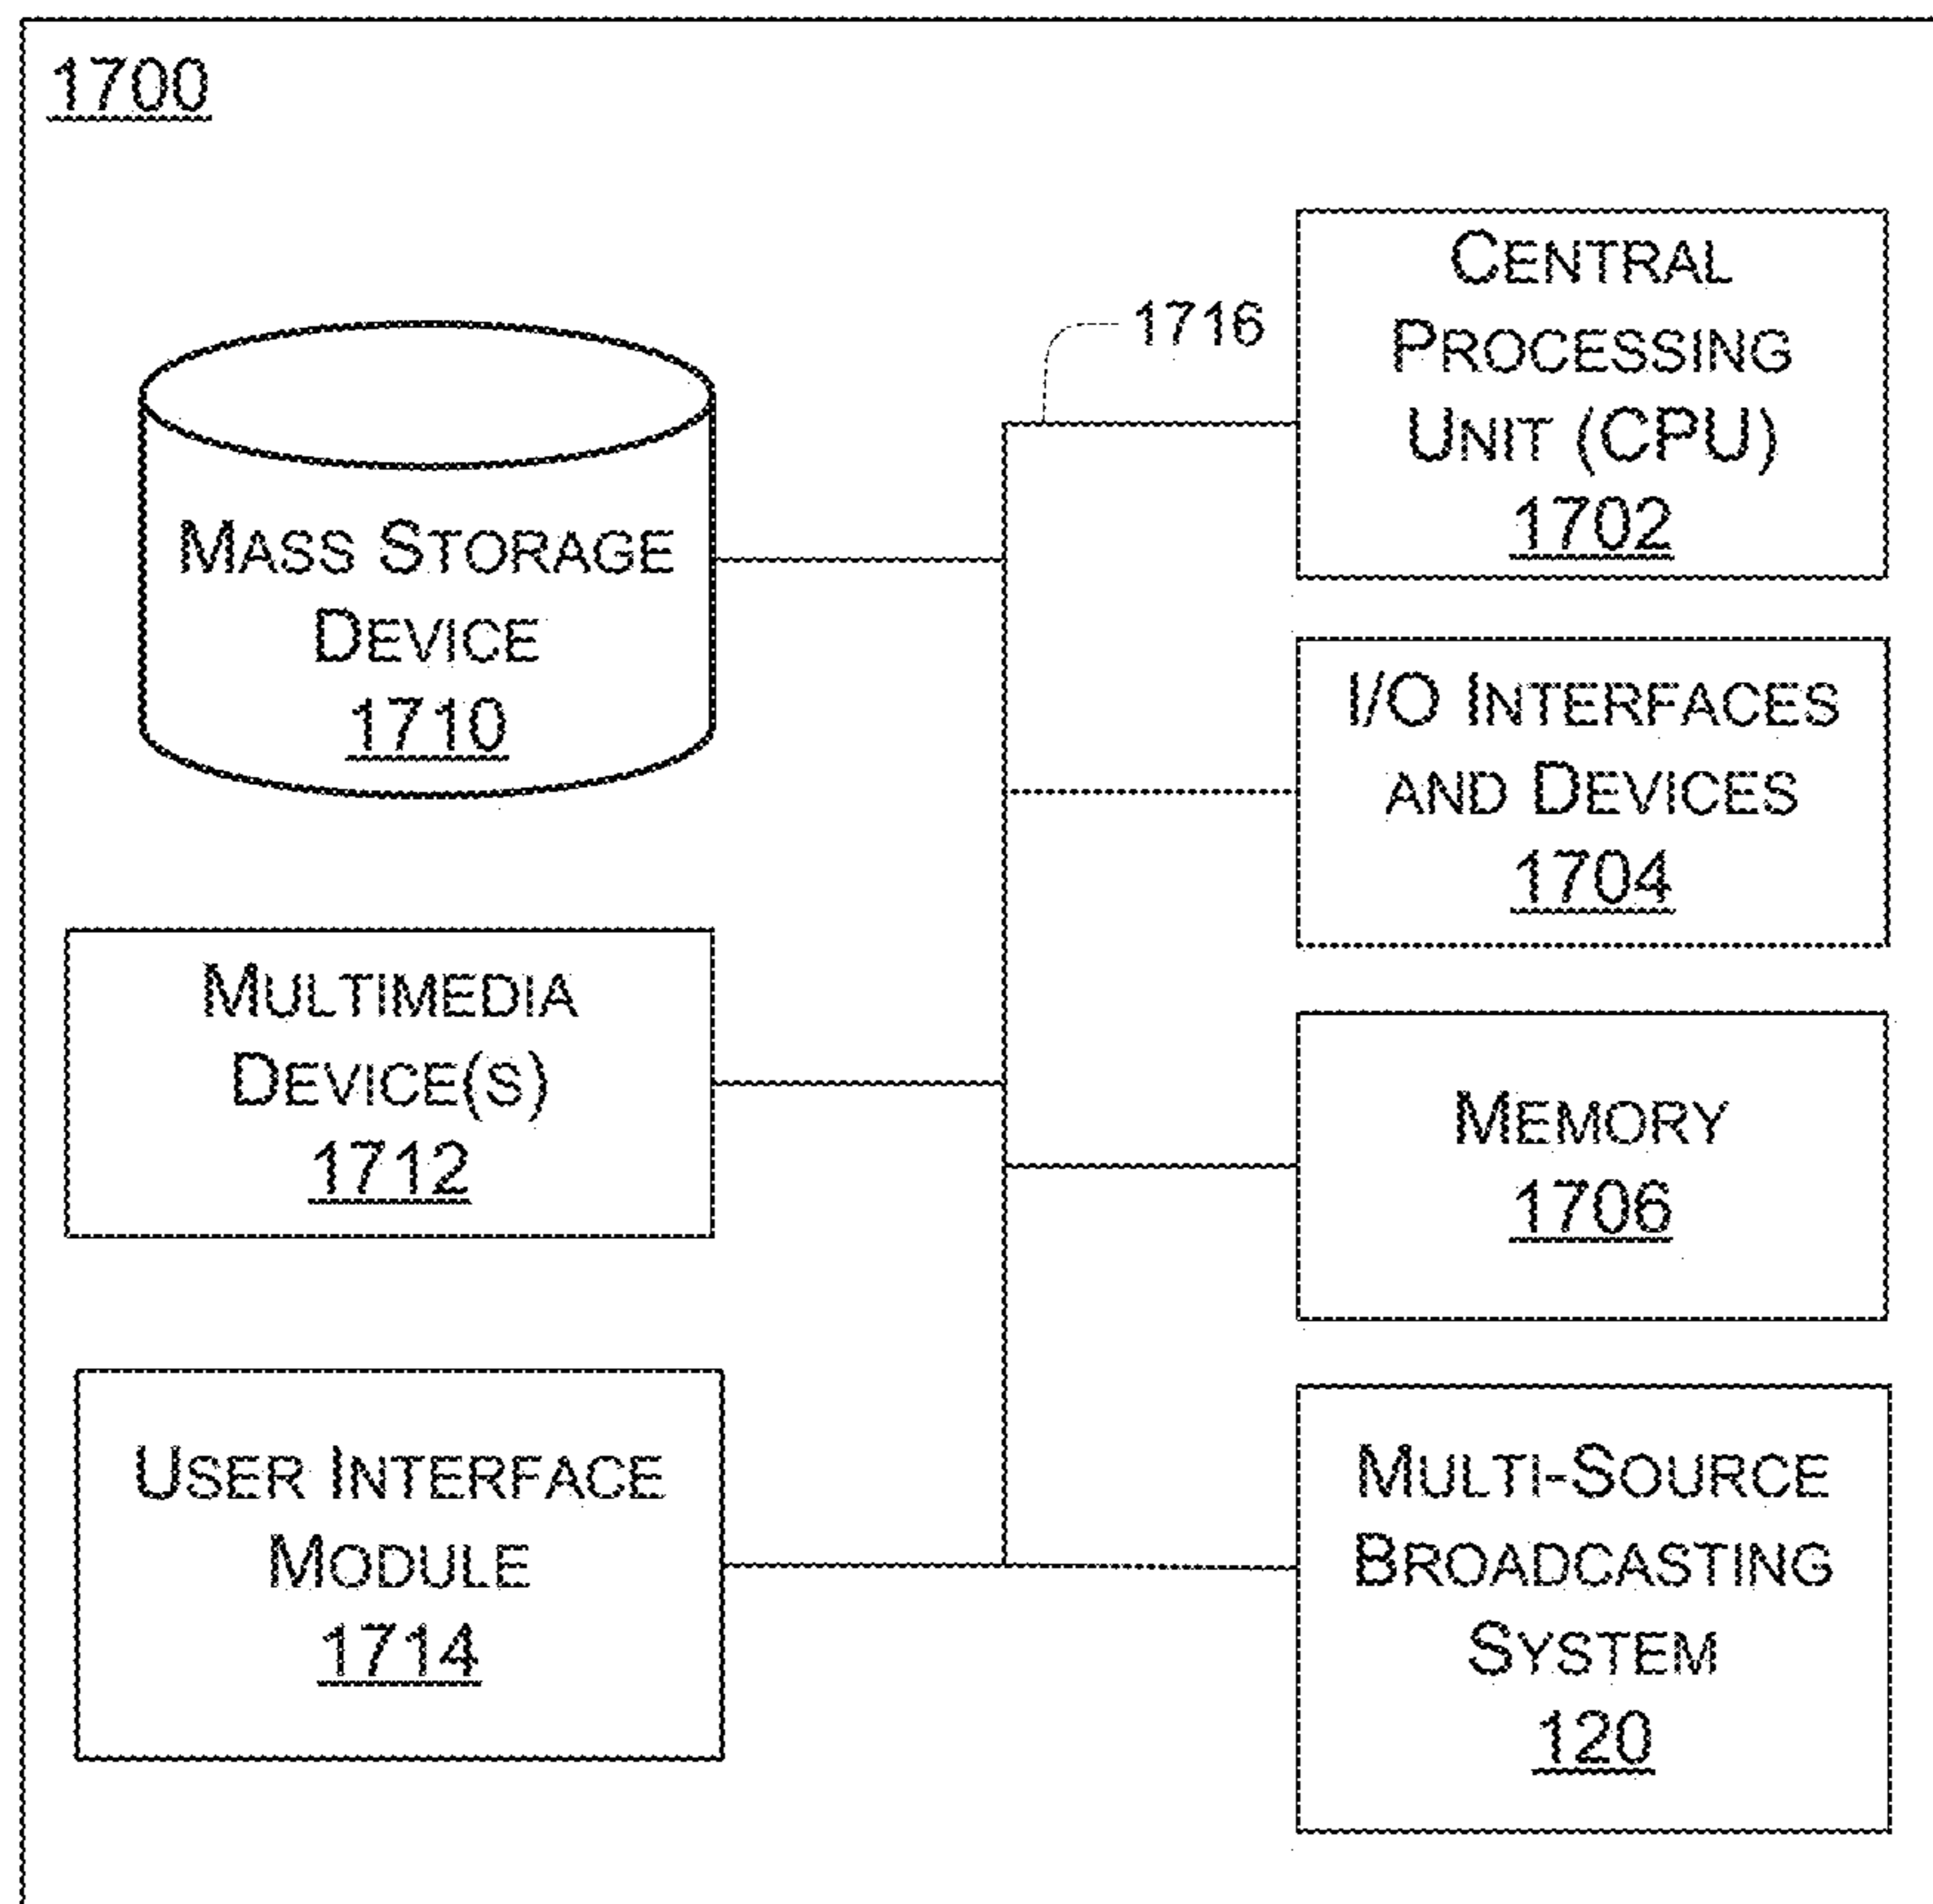 1700
1716
CENTRAL
PROCESSING
UNIT (CPU)
1702
MASS STORAGE
DEVICE
1710
I/O INTERFACES
AND DEVICES
1704
MULTIMEDIA
DEVICE(S)
1712
MEMORY
1706
USER INTERFACE
MODULE
1714
MULTI-SOURCE
BROADCASTING
SYSTEM
120